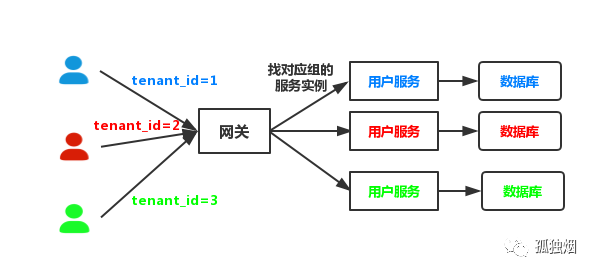 tenant_id=1
tenant_id=2
tenant_id=3
网关
找对应组的
服务实例
用户服务
数据库
用户服务
数据库
用户服务
数据库
孤独烟